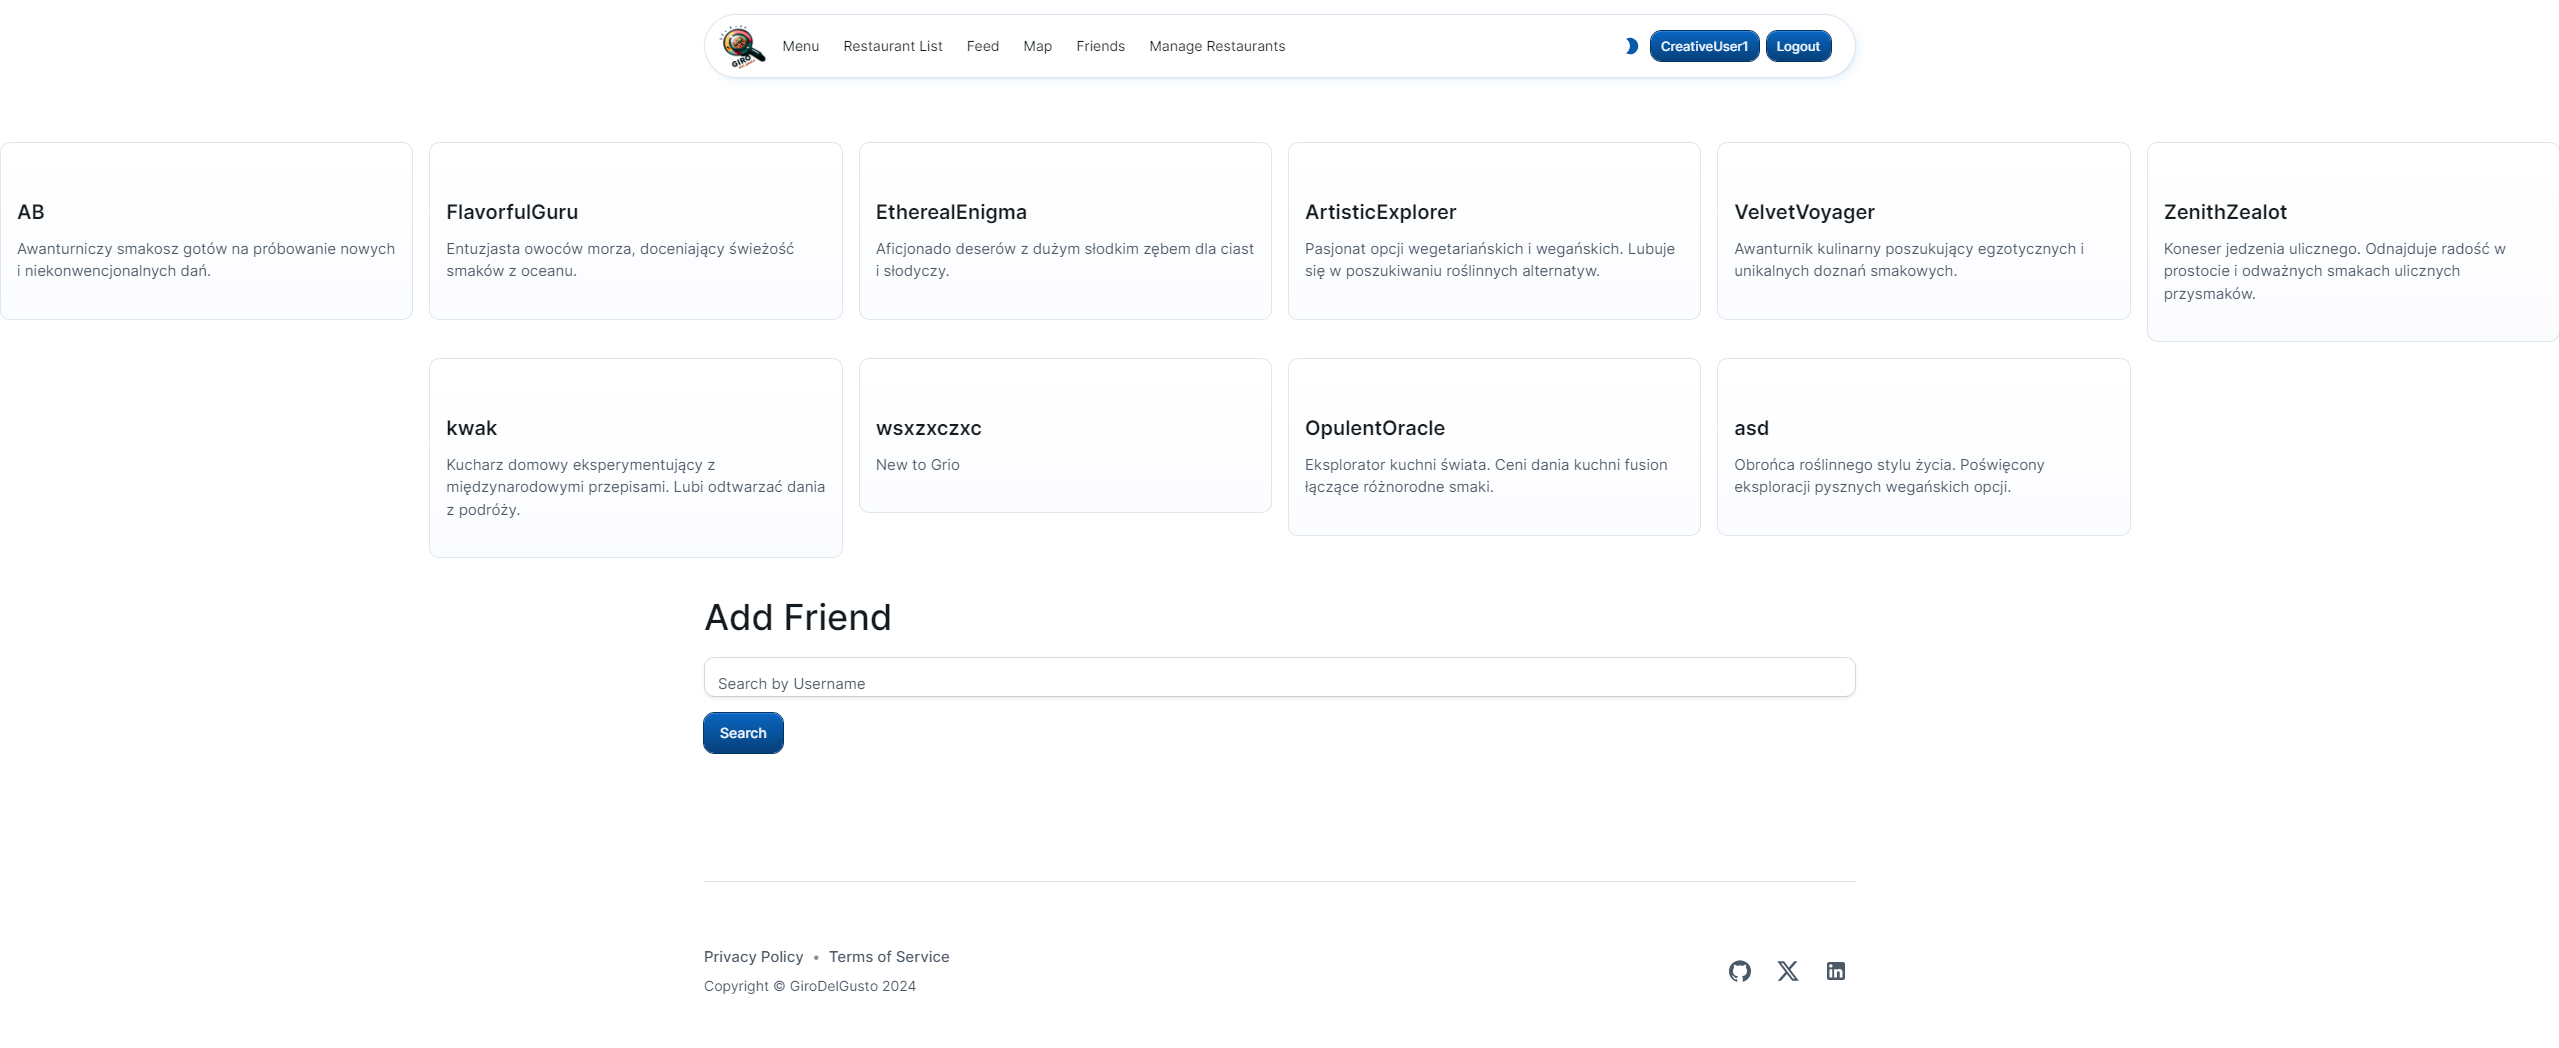 GIRO
Menu
Restaurant List
Feed
Map
Friends
Manage Restaurants
CreativeUser1
Logout
AB
Awanturniczy smakosz gotów na próbowanie nowych
i niekonwencjonalnych dań.
FlavorfulGuru
Entuzjasta owoców morza, doceniający świeżość
smaków z oceanu.
EtherealEnigma
Aficjonado deserów z dużym słodkim zębem dla ciast
i słodyczy.
ArtisticExplorer
Pasjonat opcji wegetariańskich i wegańskich. Lubuje
się w poszukiwaniu roślinnych alternatyw.
VelvetVoyager
Awanturnik kulinarny poszukujący egzotycznych i
unikalnych doznań smakowych.
ZenithZealot
Koneser jedzenia ulicznego. Odnajduje radość w
prostocie i odważnych smakach ulicznych
przysmaków.
kwak
Kucharz domowy eksperymentujący z
międzynarodowymi przepisami. Lubi odtwarzać dania
z podróży.
wsxzxczxc
New to Grio
OpulentOracle
Eksplorator kuchni świata. Ceni dania kuchni fusion
łączące różnorodne smaki.
asd
Obrońca roślinnego stylu życia. Poświęcony
eksploracji pysznych wegańskich opcji.
Add Friend
Search by Username
Search
Privacy Policy • Terms of Service
Copyright © GiroDelGusto 2024